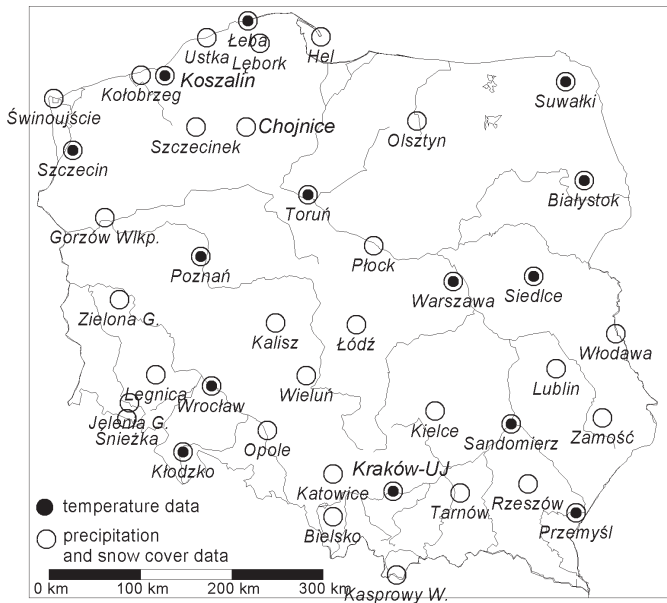 Łeba
Ustka
Lębork
Hel
Koszalin
Kołobrzeg
Suwałki
Świnoujście
Szczecinek
Chojnice
Olsztyn
Szczecin
Toruń
Białystok
Gorzów Wlkp.
Poznań
Płock
Warszawa
Siedlce
Zielona G.
Kalisz
Łódź
Włodawa
Legnica
Wrocław
Wieluń
Lublin
Jelenia G.
Śnieżka
Opole
Kielce
Sandomierz
Zamość
Kłodzko
Kraków-UJ
Katowice
Tarnów
Rzeszów
Przemyśl
Bielsko
Kasprowy W.
temperature data
precipitation
and snow cover data
0 km 100 km 200 km 300 km